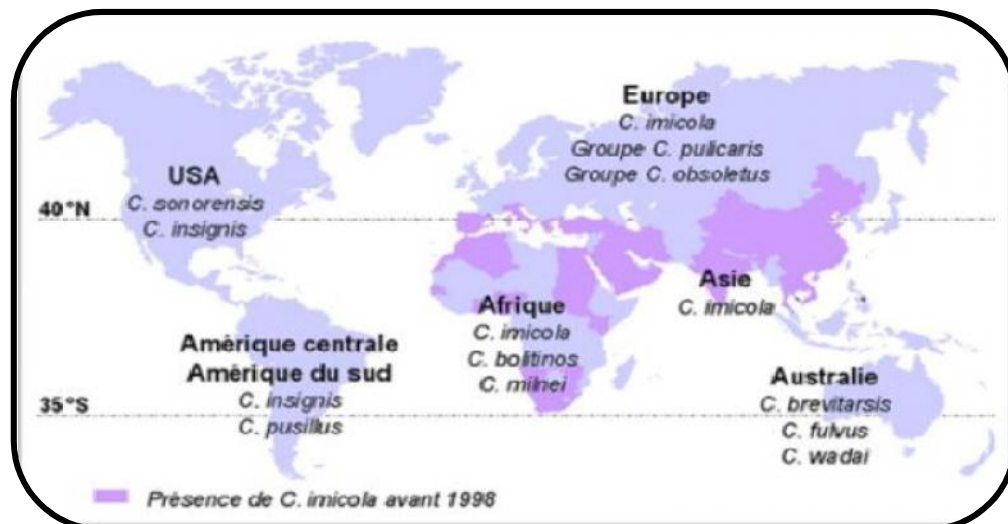 Europe
C. imicola
Groupe C. pulicaris
Groupe C. obsoletus
USA
C. sonorensis
C. insignis
40°N
Asie
C. imicola
Afrique
C. imicola
C. bolitinos
C. milnei
Amérique centrale
Amérique du sud
C. insignis
C. pusillus
35°S
Australie
C. brevitarsis
C. fulvus
C. wadai
Présence de C. imicola avant 1998